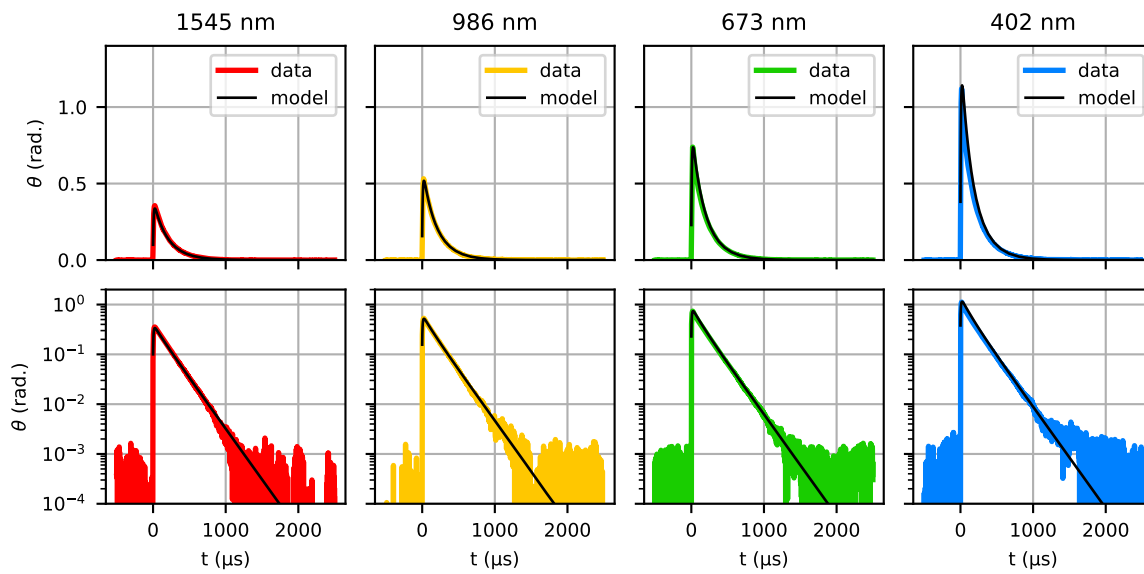 1545 nm 986 nm 673 nm 402 nm
θ (rad.)
1.0
0.5
0.0
data
model
data
model
data
model
data
model
θ (rad.)
10⁰
10⁻¹
10⁻²
10⁻³
10⁻⁴
0 1000 2000 0 1000 2000 0 1000 2000 0 1000 2000
t (µs) t (µs) t (µs) t (µs)